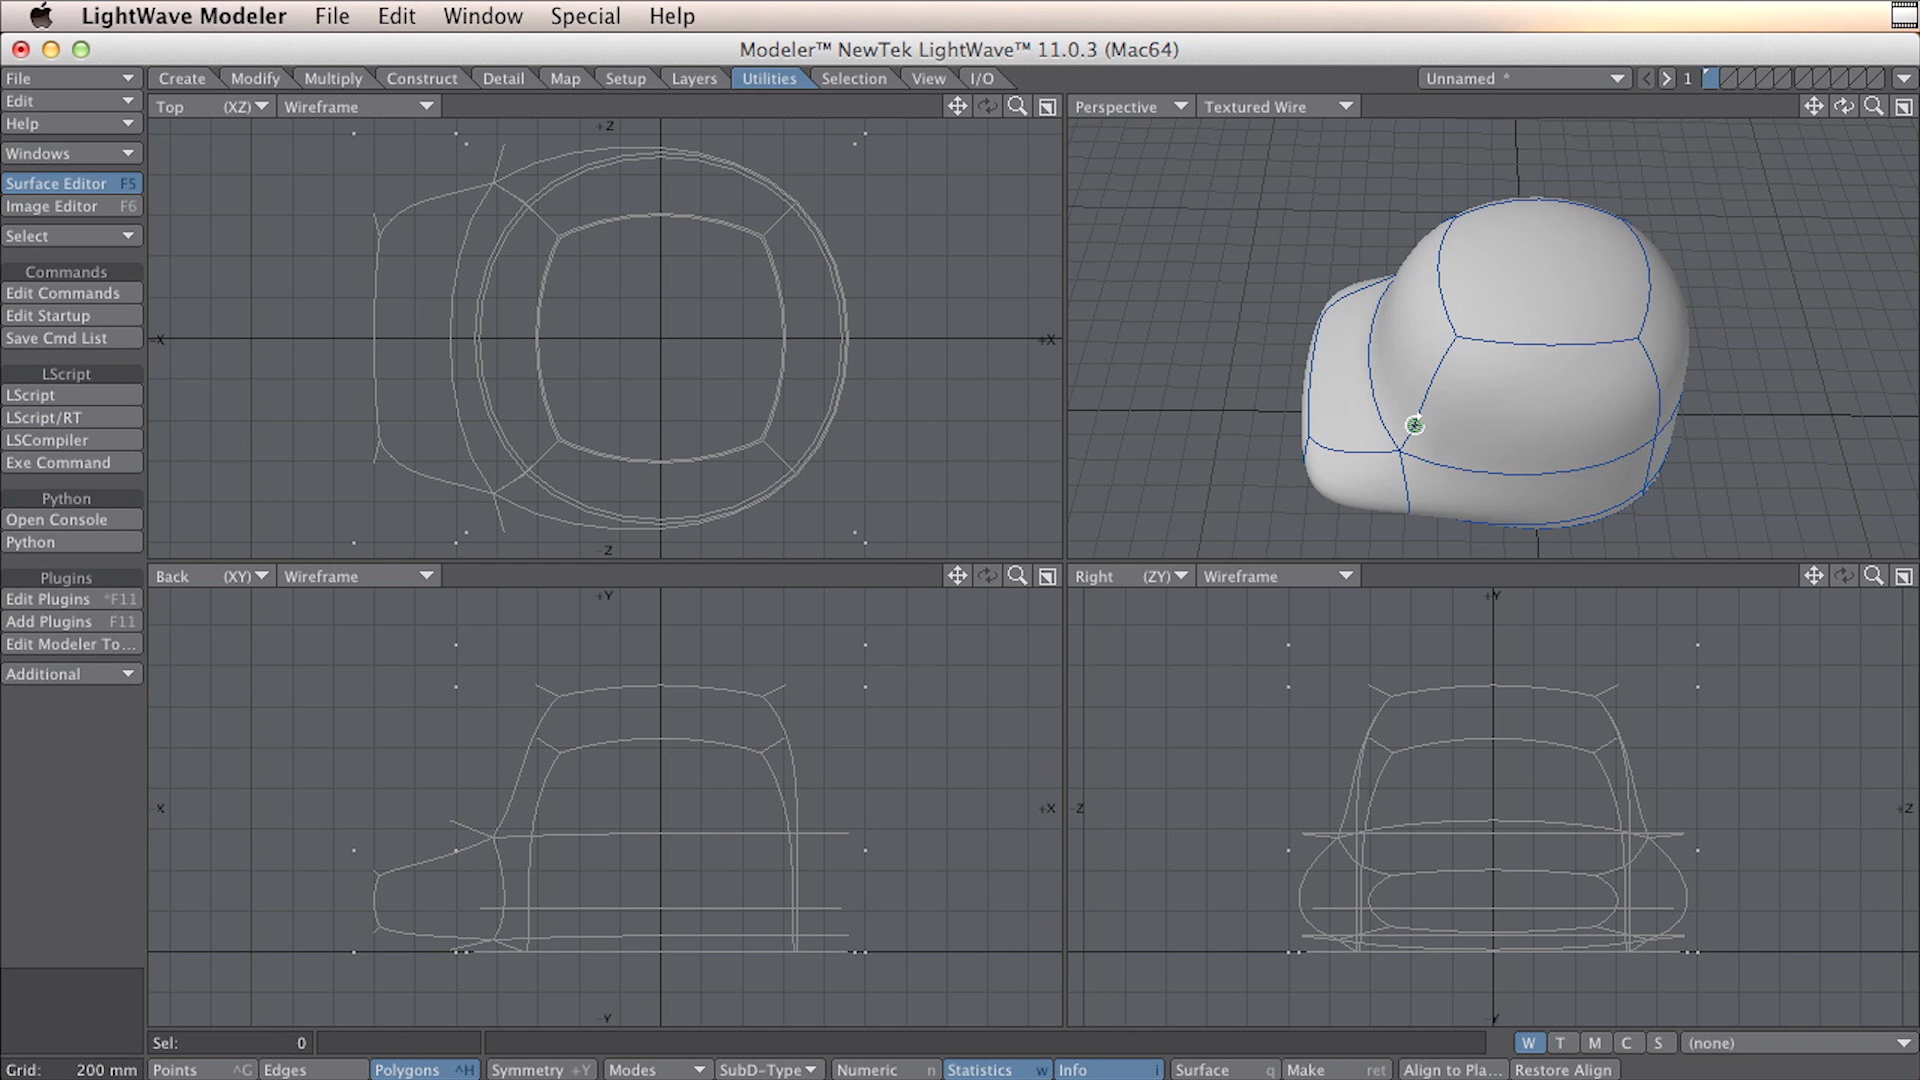 LightWave Modeler File Edit Window Special Help
Modeler™ NewTek LightWave™ 11.0.3 (Mac64)
File
Edit
Help
Windows
Surface Editor F5
Image Editor F6
Select
Commands
Edit Commands
Edit Startup
Save Cmd List
LScript
LScript
LScript/RT
LSCompiler
Exe Command
Python
Open Console
Python
Plugins
Edit Plugins *F11
Add Plugins F11
Edit Modeler To...
Additional
Create Modify Multiply Construct Detail Map Setup Layers Utilities Selection View I/O Unnamed * < > 1
Top (XZ) Wireframe
+Z
-X
+X
-Z
Perspective Textured Wire
Back (XY) Wireframe
+Y
-X
+X
-Y
Right (ZY) Wireframe
+Y
-Z
+Z
-Y
Sel: 0
W T M C S (none)
Grid: 200 mm Points ^G Edges Polygons ^H Symmetry +Y Modes SubD-Type Numeric n Statistics w Info i Surface q Make ret Align to Pla... Restore Align